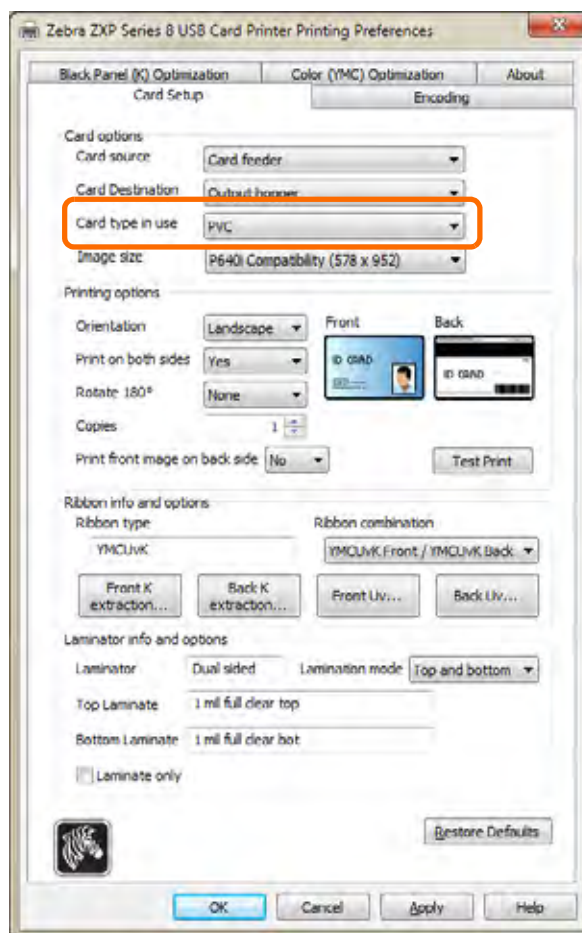 Zebra ZXP Series 8 USB Card Printer Printing Preferences
Black Panel (K) Optimization Color (YMC) Optimization About
Card Setup Encoding
Card options
Card source Card feeder
Card Destination Output hopper
Card type in use PVC
Image size P640i Compatibility (578 x 952)
Printing options
Orientation Landscape Front Back
Print on both sides Yes
ID CARD ID CARD
Rotate 180° None
Copies 1
Print front image on back side No Test Print
Ribbon info and options
Ribbon type Ribbon combination
YMCUvK YMCUvK Front / YMCUvK Back
Front K extraction... Back K extraction... Front Uv... Back Uv...
Laminator info and options
Laminator Dual sided Lamination mode Top and bottom
Top Laminate 1 mil full clear top
Bottom Laminate 1 mil full clear bot
Laminate only
Restore Defaults
OK Cancel Apply Help